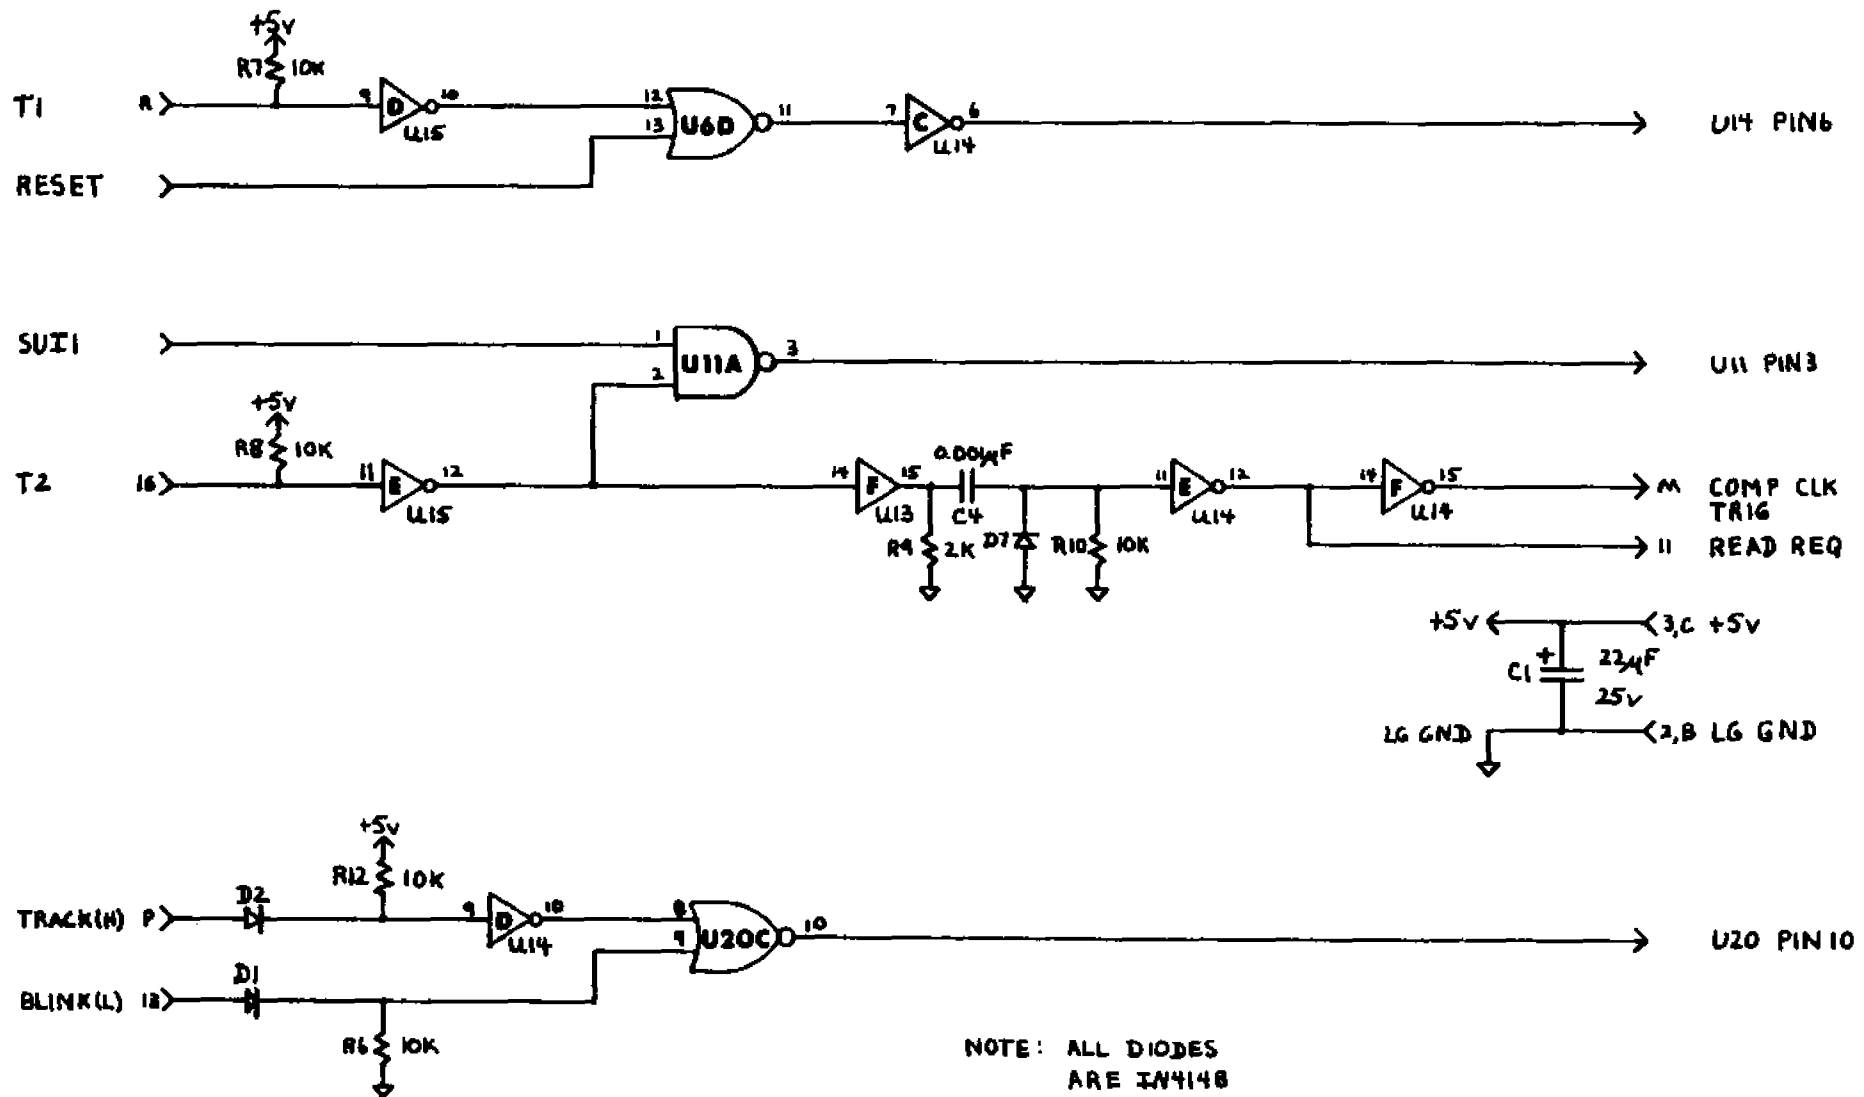 +5v
R7 10K
T1 R 9 D 10 12 U6D 11 7 C 6 U14 PIN6
U15 13 U14
RESET
SUI1 1 U11A 3 U11 PIN3
2
+5v
R8 10K
0.001µF
T2 16 11 E 12 14 F 15 11 E 12 14 F 15 M COMP CLK
U15 U13 C4 U14 U14 TRIG
R9 2K D7 R10 10K 11 READ REQ
+5v 3,C +5v
C1 + 22µF
25v
LG GND 2,B LG GND
+5v
R12 10K
D2
TRACK(H) P 9 D 10 8 U20C 10 U20 PIN 10
U14 9
D1
BLINK(L) 12
R6 10K
NOTE: ALL DIODES
ARE IN4148